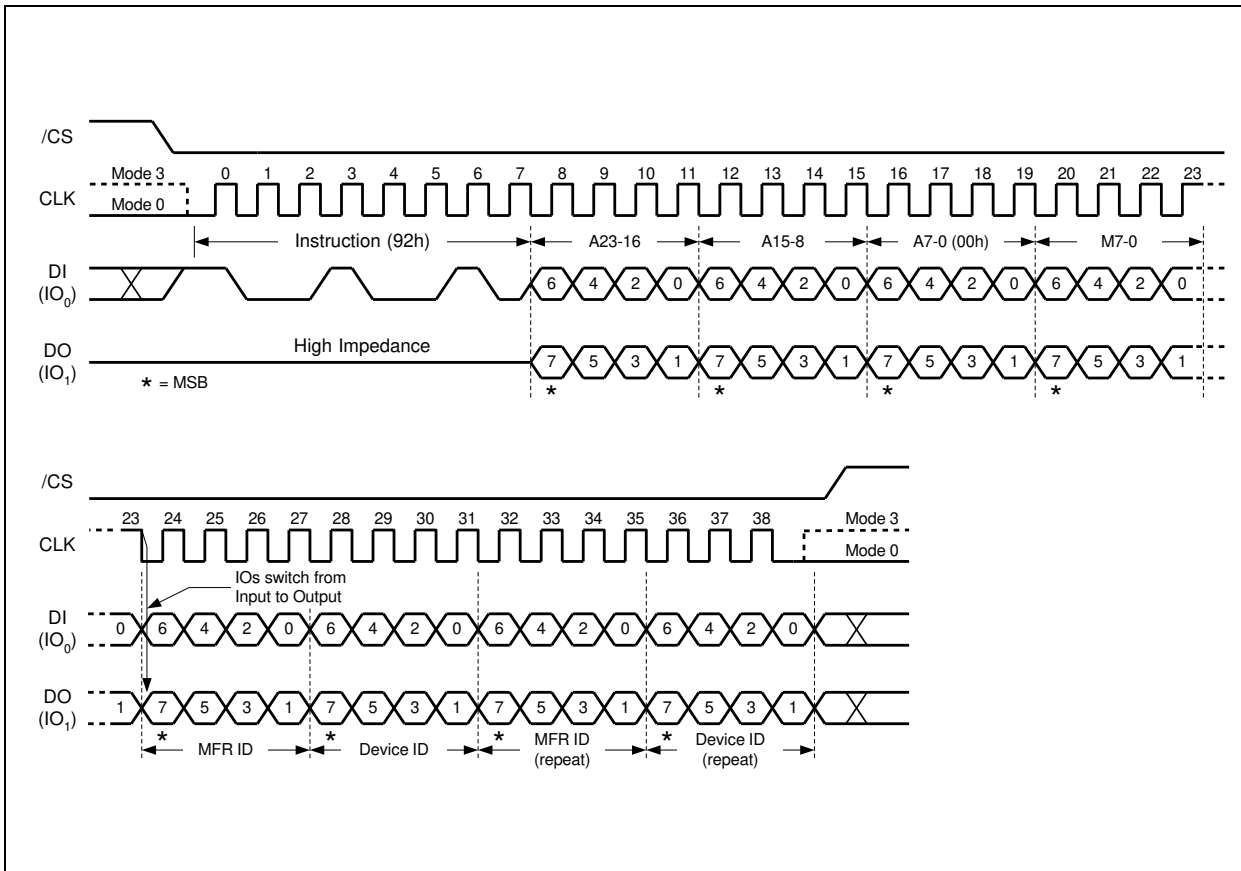 /CS
Mode 3 0 1 2 3 4 5 6 7 8 9 10 11 12 13 14 15 16 17 18 19 20 21 22 23
CLK
Mode 0
Instruction (92h) A23-16 A15-8 A7-0 (00h) M7-0
DI
(IO0)
6 4 2 0 6 4 2 0 6 4 2 0 6 4 2 0
High Impedance
DO
(IO1)
7 5 3 1 7 5 3 1 7 5 3 1 7 5 3 1
* = MSB
* * * *
/CS
23 24 25 26 27 28 29 30 31 32 33 34 35 36 37 38 Mode 3
CLK
Mode 0
IOs switch from
Input to Output
DI
(IO0)
0 6 4 2 0 6 4 2 0 6 4 2 0 6 4 2 0
DO
(IO1)
1 7 5 3 1 7 5 3 1 7 5 3 1 7 5 3 1
* * * *
MFR ID Device ID MFR ID
(repeat)
Device ID
(repeat)